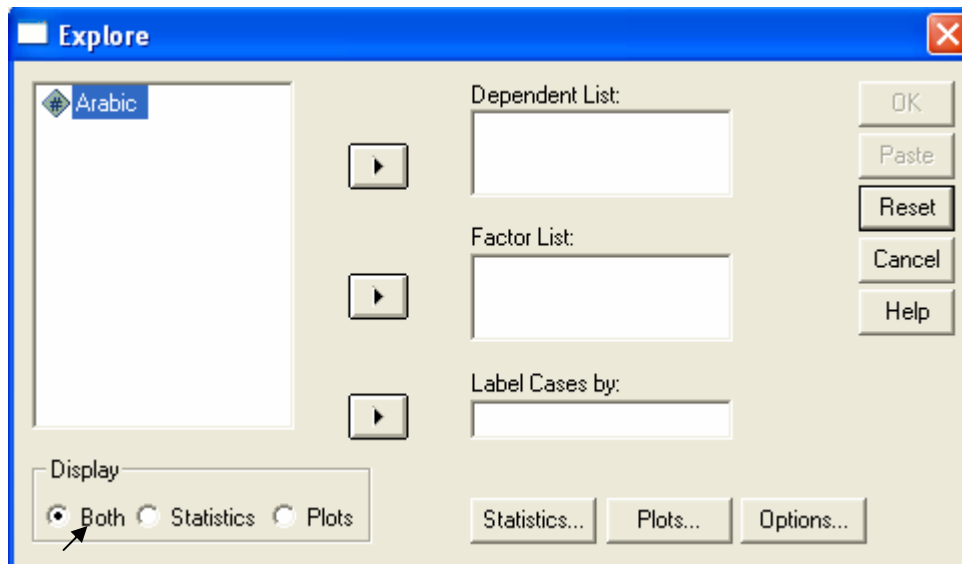 Explore
Arabic
Dependent List:
Factor List:
Label Cases by:
OK
Paste
Reset
Cancel
Help
Display
Both Statistics Plots
Statistics... Plots... Options...